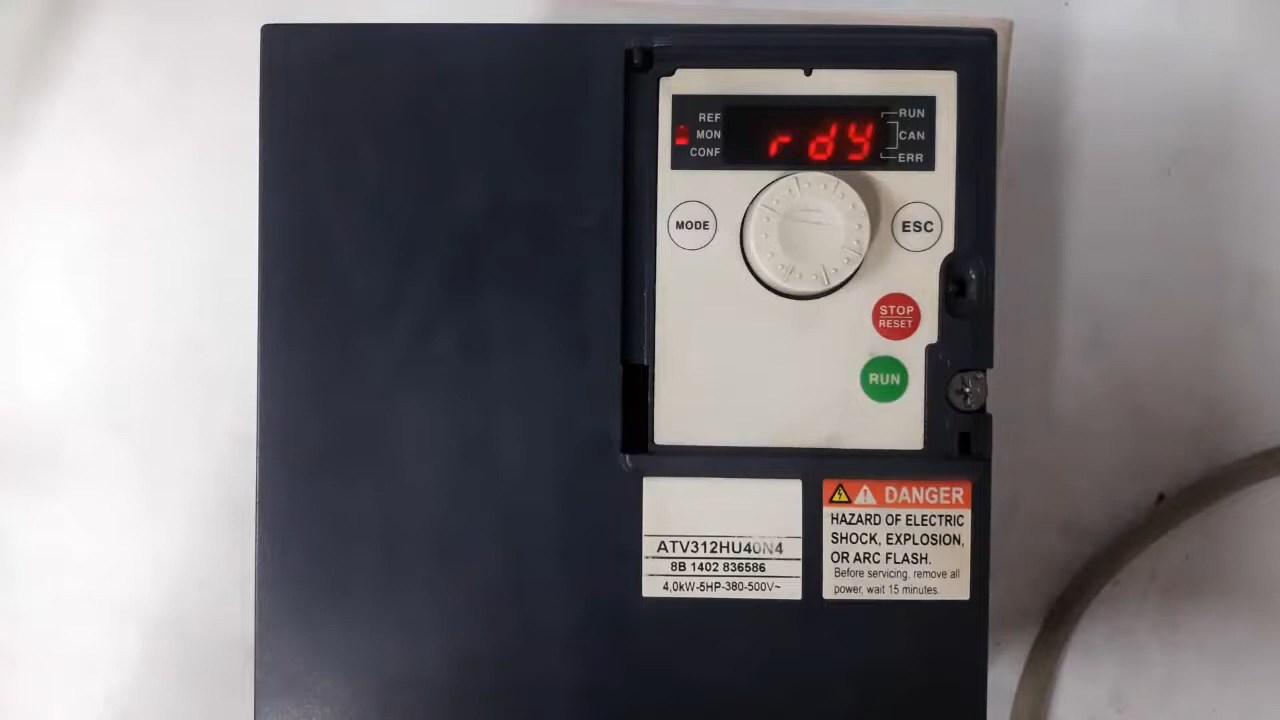 REF
MON
CONF
rdY
RUN
CAN
ERR
MODE
ESC
STOP
RESET
RUN
ATV312HU40N4
8B 1402 836586
4,0kW-5HP-380-500V~
DANGER
HAZARD OF ELECTRIC
SHOCK, EXPLOSION,
OR ARC FLASH.
Before servicing, remove all
power, wait 15 minutes.